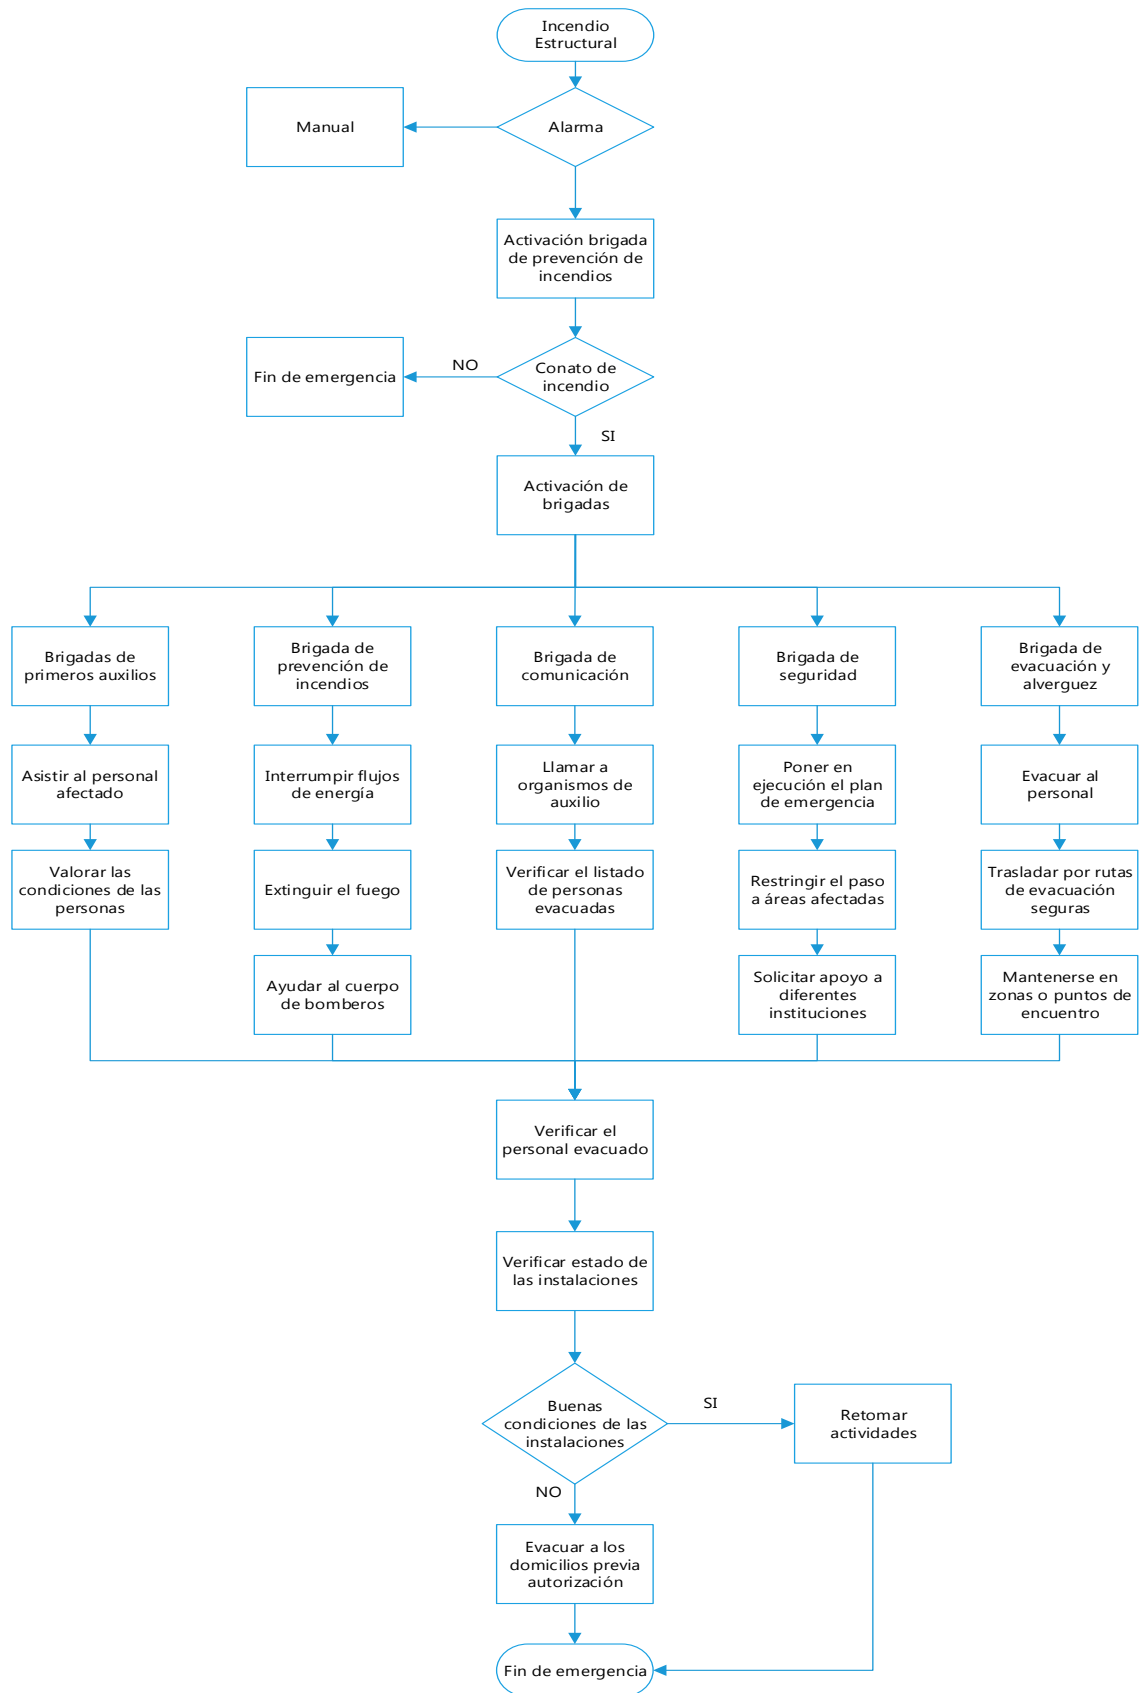 Incendio
Estructural
Manual
Alarma
Activación brigada
de prevención de
incendios
Fin de emergencia
NO
Conato de
incendio
SI
Activación de
brigadas
Brigadas de
primeros auxilios
Brigada de
prevención de
incendios
Brigada de
comunicación
Brigada de
seguridad
Brigada de
evacuación y
alverguez
Asistir al personal
afectado
Interrumpir flujos
de energía
Llamar a
organismos de
auxilio
Poner en
ejecución el plan
de emergencia
Evacuar al
personal
Valorar las
condiciones de las
personas
Extinguir el fuego
Verificar el listado
de personas
evacuadas
Restringir el paso
a áreas afectadas
Trasladar por rutas
de evacuación
seguras
Ayudar al cuerpo
de bomberos
Solicitar apoyo a
diferentes
instituciones
Mantenerse en
zonas o puntos de
encuentro
Verificar el
personal evacuado
Verificar estado de
las instalaciones
Buenas
condiciones de las
instalaciones
SI
Retomar
actividades
NO
Evacuar a los
domicilios previa
autorización
Fin de emergencia